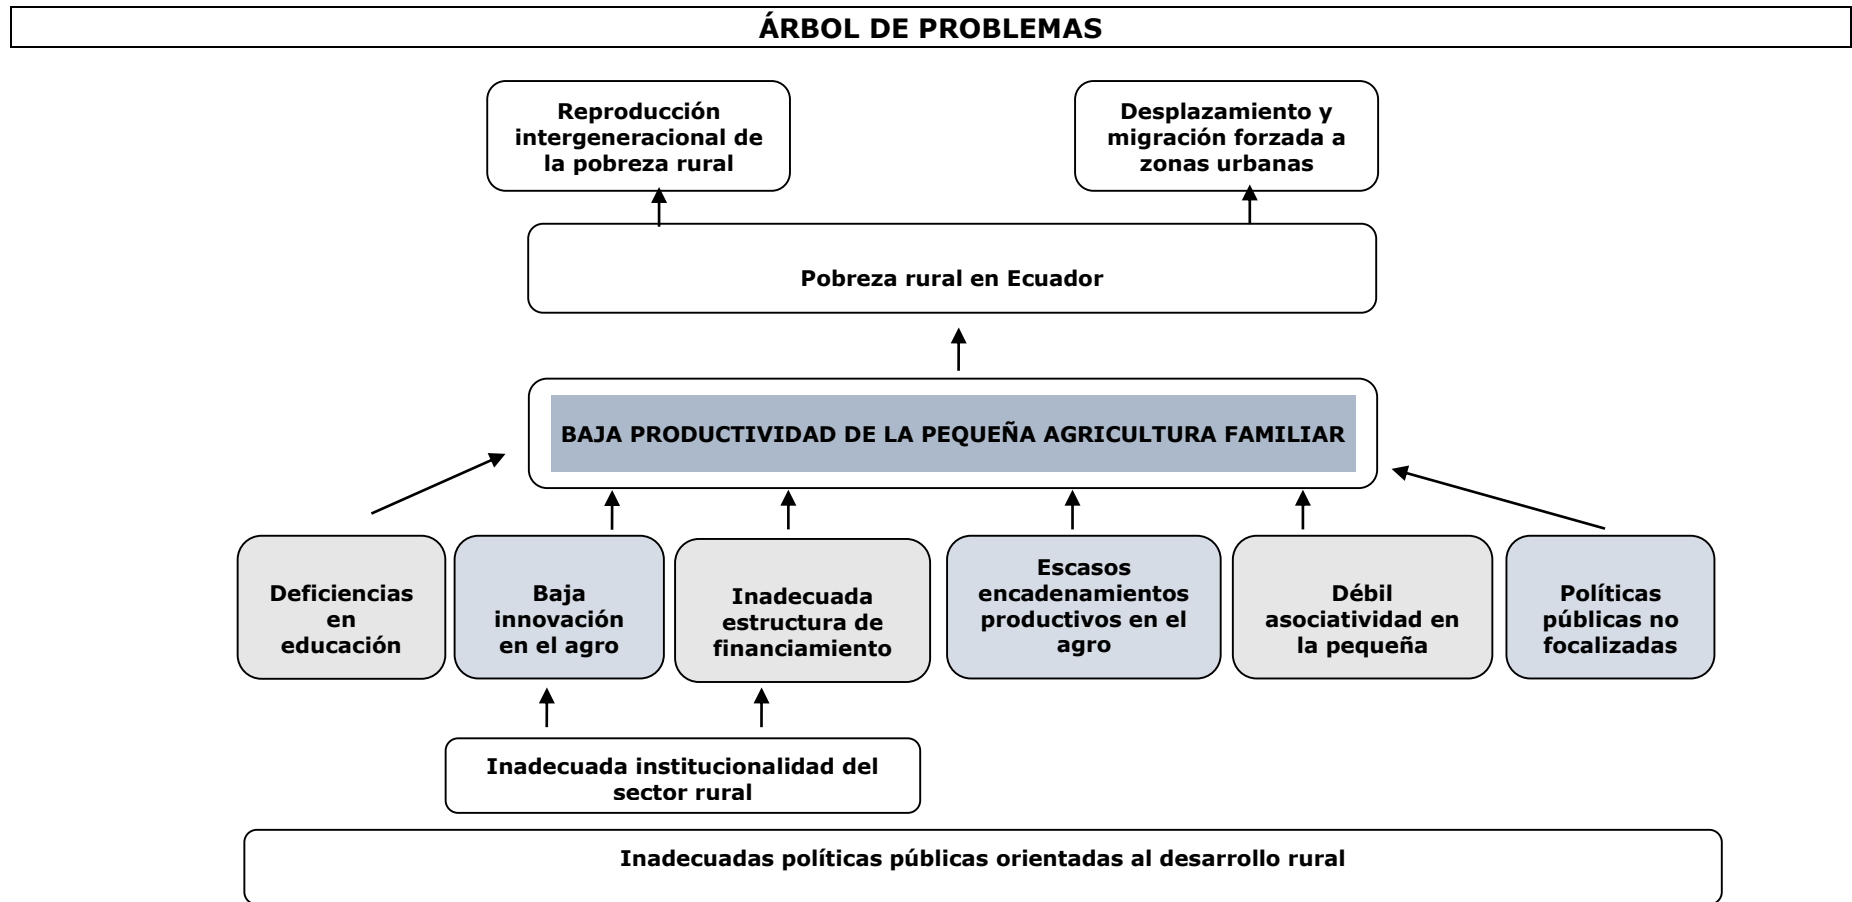 ÁRBOL DE PROBLEMAS
Reproducción
intergeneracional de
la pobreza rural
Desplazamiento y
migración forzada a
zonas urbanas
Pobreza rural en Ecuador
BAJA PRODUCTIVIDAD DE LA PEQUEÑA AGRICULTURA FAMILIAR
Deficiencias
en
educación
Baja
innovación
en el agro
Inadecuada
estructura de
financiamiento
Escasos
encadenamientos
productivos en el
agro
Débil
asociatividad en
la pequeña
Políticas
públicas no
focalizadas
Inadecuada institucionalidad del
sector rural
Inadecuadas políticas públicas orientadas al desarrollo rural